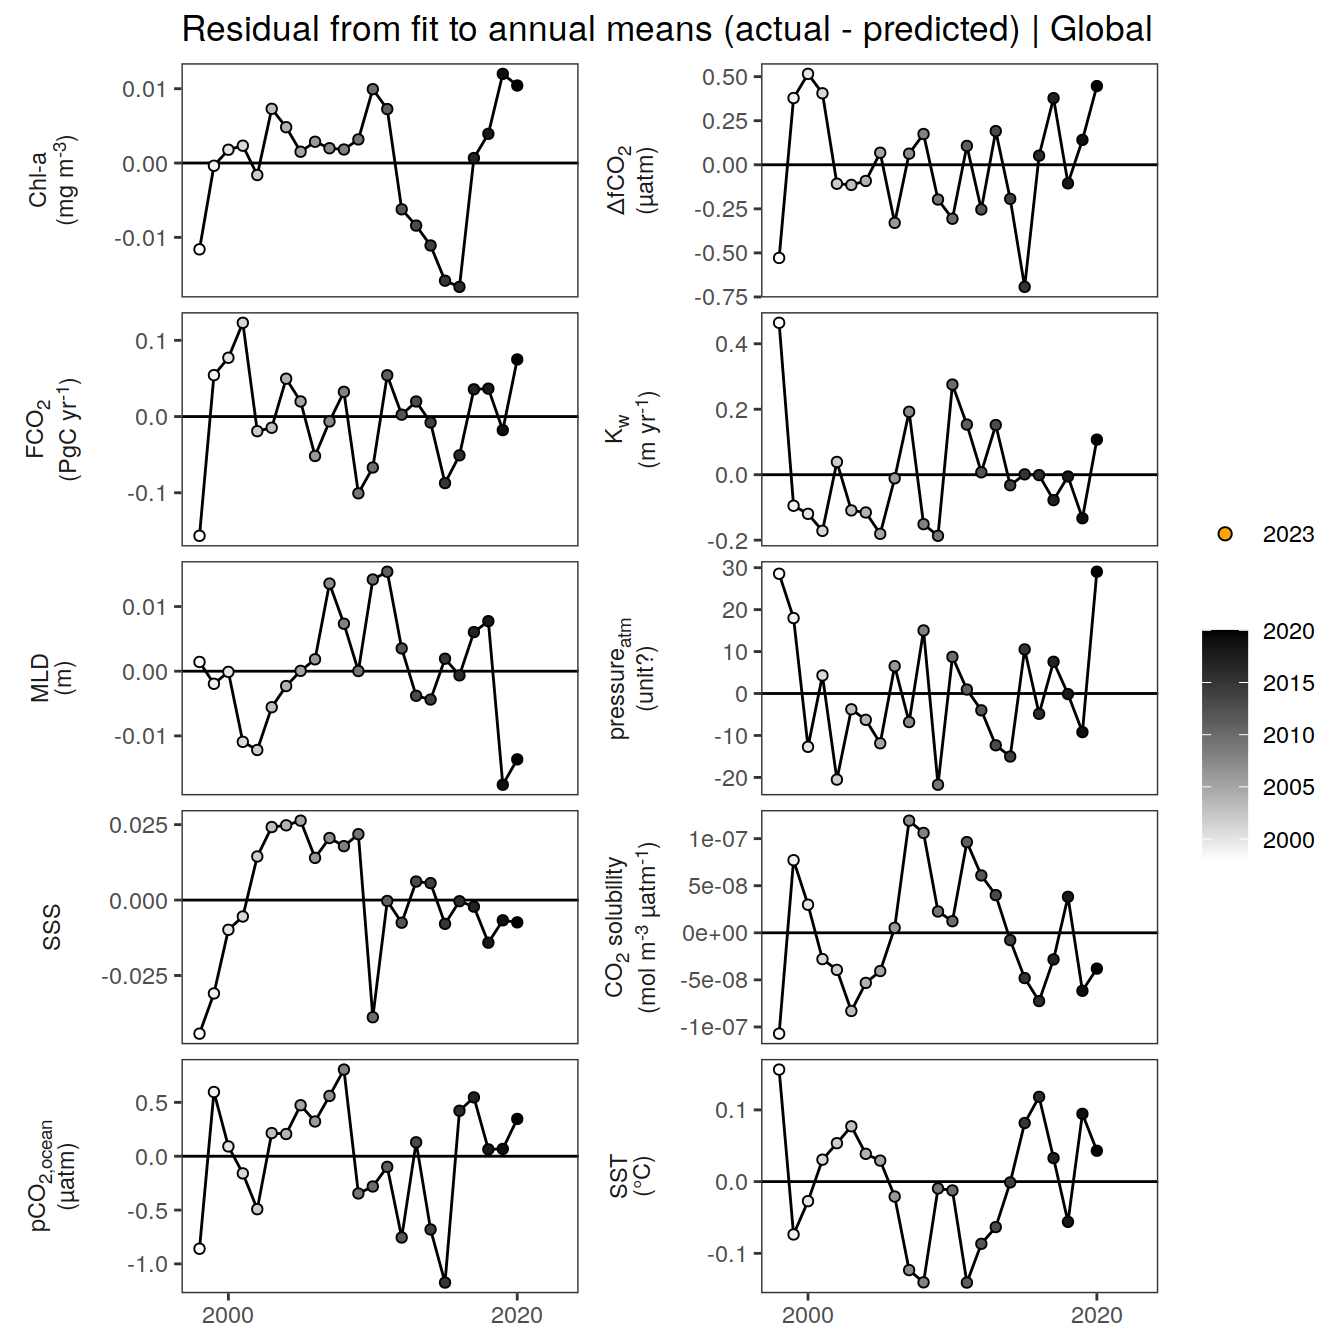 Residual from fit to annual means (actual - predicted) | Global
Chl-a
(mg m-3)
0.01
0.00
-0.01
ΔfCO2
(µatm)
0.50
0.25
0.00
-0.25
-0.50
-0.75
FCO2
(PgC yr-1)
0.1
0.0
-0.1
Kw
(m yr-1)
0.4
0.2
0.0
-0.2
MLD
(m)
0.01
0.00
-0.01
pressureatm
(unit?)
30
20
10
0
-10
-20
SSS
0.025
0.000
-0.025
CO2 solubility
(mol m-3 µatm-1)
1e-07
5e-08
0e+00
-5e-08
-1e-07
pCO2,ocean
(µatm)
0.5
0.0
-0.5
-1.0
2000 2020
SST
(°C)
0.1
0.0
-0.1
2000 2020
2023
2020
2015
2010
2005
2000